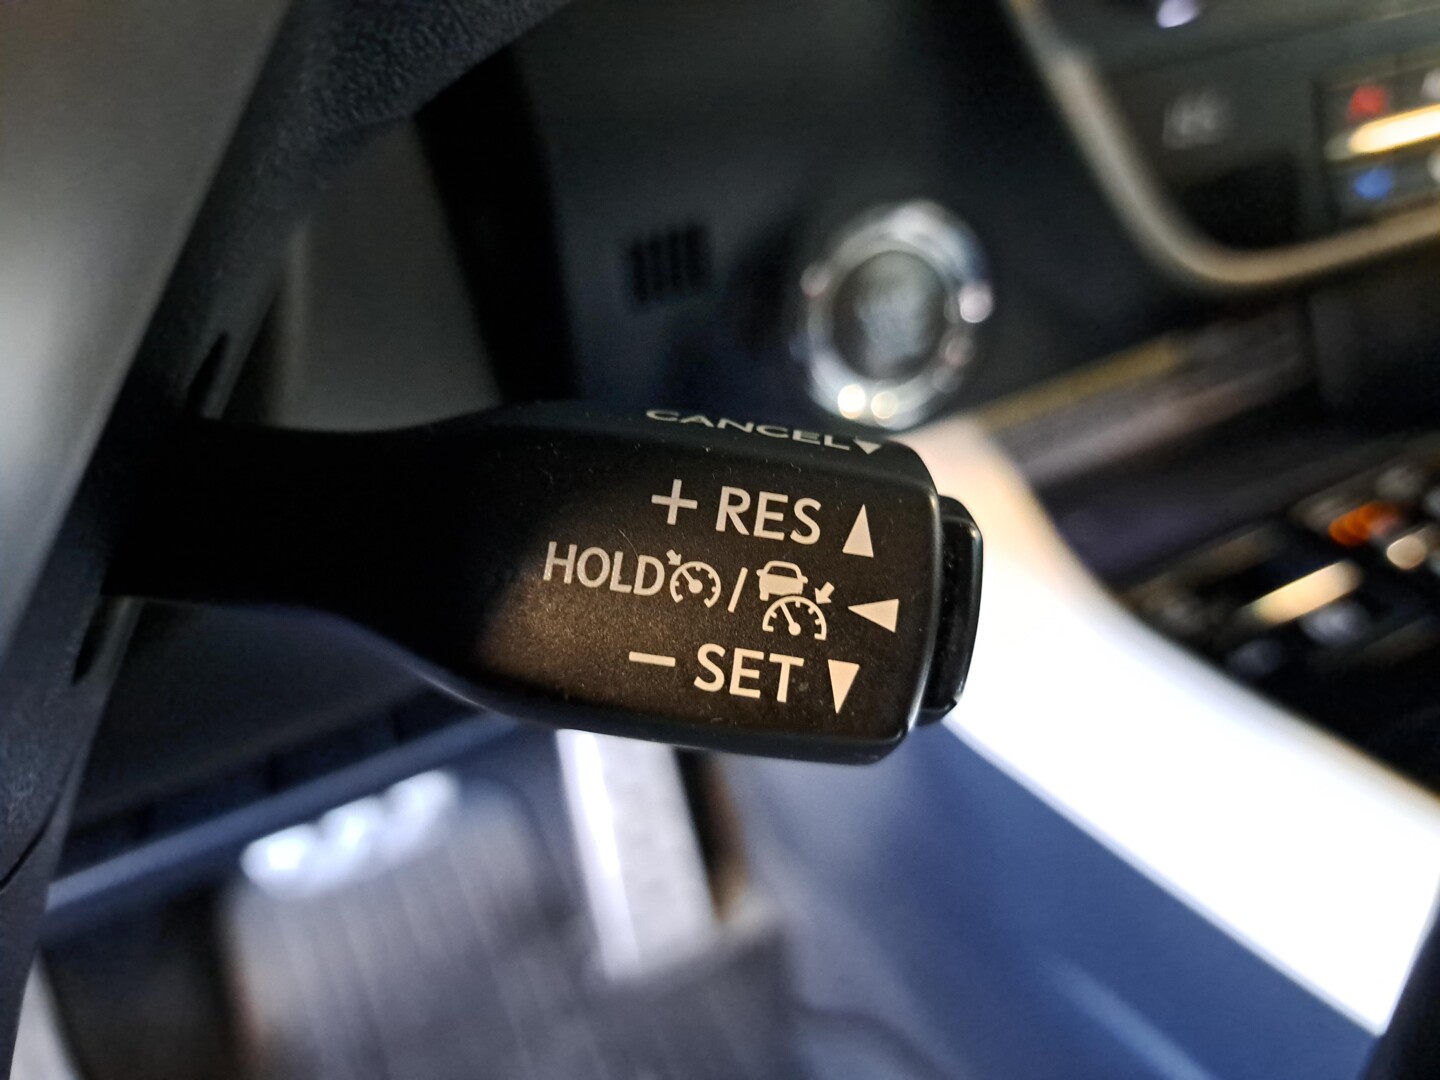 CANCEL
+ RES
HOLD /
− SET